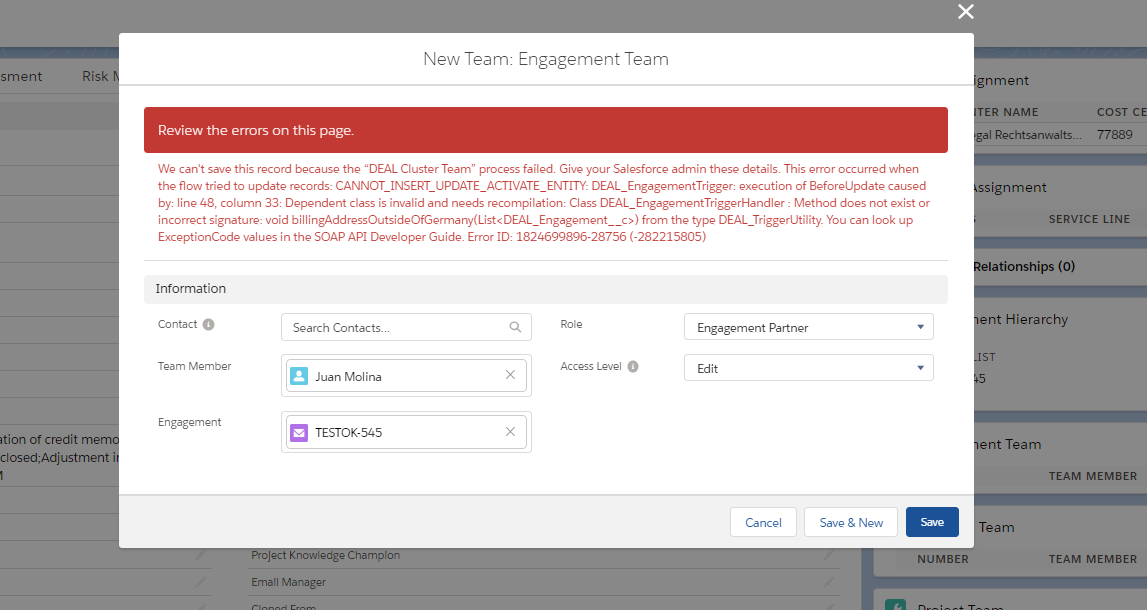 New Team: Engagement Team
Review the errors on this page.
We can't save this record because the “DEAL Cluster Team” process failed. Give your Salesforce admin these details. This error occurred when
the flow tried to update records: CANNOT_INSERT_UPDATE_ACTIVATE_ENTITY: DEAL_EngagementTrigger: execution of BeforeUpdate caused
by: line 48, column 33: Dependent class is invalid and needs recompilation: Class DEAL_EngagementTriggerHandler : Method does not exist or
incorrect signature: void billingAddressOutsideOfGermany(List<DEAL_Engagement__c>) from the type DEAL_TriggerUtility. You can look up
ExceptionCode values in the SOAP API Developer Guide. Error ID: 1824699896-28756 (-282215805)
Information
Contact
Search Contacts...
Role
Engagement Partner
Team Member
Juan Molina
Access Level
Edit
Engagement
TESTOK-545
Cancel
Save & New
Save
sment
Risk M
ation of credit memo
closed;Adjustment in
M
Project Knowledge Champion
Email Manager
Cloned From
ignment
NTER NAME
COST CE
egal Rechtsanwalts...
77889
Assignment
S
SERVICE LINE
Relationships (0)
nent Hierarchy
LIST
45
nent Team
TEAM MEMBER
Team
NUMBER
TEAM MEMBER
Project Team